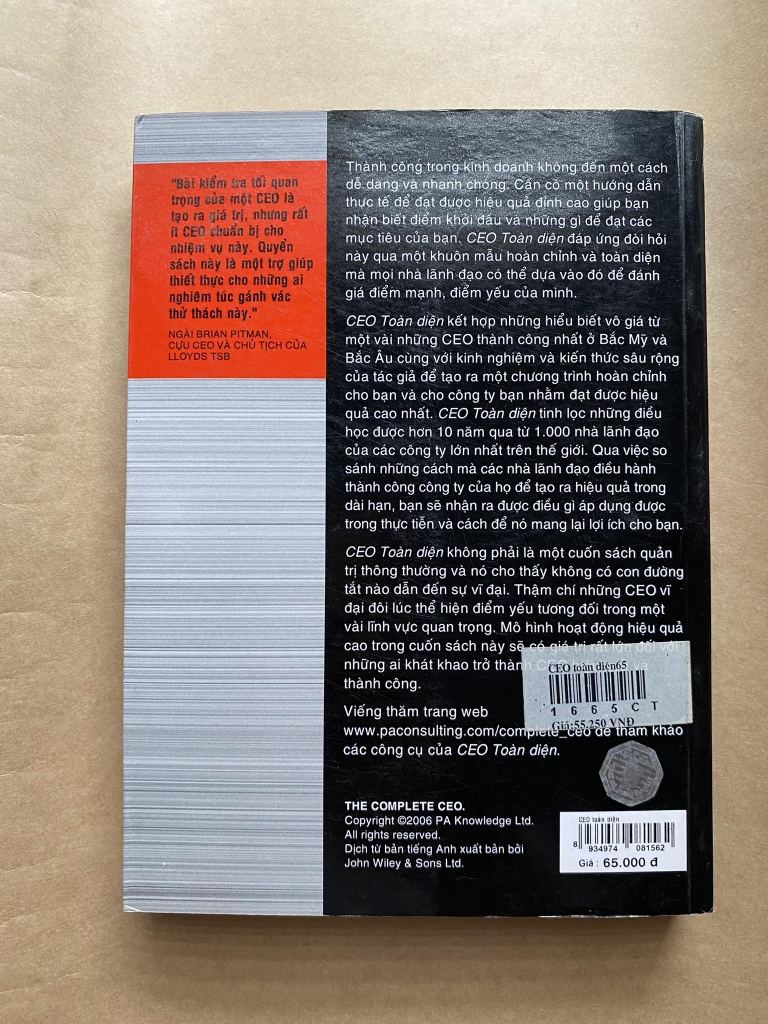 "Bài kiểm tra tối quan
trọng của một CEO là
tạo ra giá trị, nhưng rất
ít CEO chuẩn bị cho
nhiệm vụ này. Quyển
sách này là một trợ giúp
thiết thực cho những ai
nghiêm túc gánh vác
thử thách này."
NGÀI BRIAN PITMAN,
CỰU CEO VÀ CHỦ TỊCH CỦA
LLOYDS TSB
Thành công trong kinh doanh không đến một cách
dễ dàng và nhanh chóng. Cần có một hướng dẫn
thực tế để đạt được hiệu quả đỉnh cao giúp bạn
nhận biết điểm khởi đầu và những gì để đạt các
mục tiêu của bạn. CEO Toàn diện đáp ứng đòi hỏi
này qua một khuôn mẫu hoàn chỉnh và toàn diện
mà mọi nhà lãnh đạo có thể dựa vào đó để đánh
giá điểm mạnh, điểm yếu của mình.
CEO Toàn diện kết hợp những hiểu biết vô giá từ
một vài những CEO thành công nhất ở Bắc Mỹ và
Bắc Âu cùng với kinh nghiệm và kiến thức sâu rộng
của tác giả để tạo ra một chương trình hoàn chỉnh
cho bạn và cho công ty bạn nhằm đạt được hiệu
quả cao nhất. CEO Toàn diện tinh lọc những điều
học được hơn 10 năm qua từ 1.000 nhà lãnh đạo
của các công ty lớn nhất trên thế giới. Qua việc so
sánh những cách mà các nhà lãnh đạo điều hành
thành công công ty của họ để tạo ra hiệu quả trong
dài hạn, bạn sẽ nhận ra được điều gì áp dụng được
trong thực tiễn và cách để nó mang lại lợi ích cho bạn.
CEO Toàn diện không phải là một cuốn sách quản
trị thông thường và nó cho thấy không có con đường
tắt nào dẫn đến sự vĩ đại. Thậm chí những CEO vĩ
đại đôi lúc thể hiện điểm yếu tương đối trong một
vài lĩnh vực quan trọng. Mô hình hoạt động hiệu quả
cao trong cuốn sách này sẽ có giá trị rất lớn đối với
những ai khát khao trở thành và
thành công.
CEO toàn diện65
1665CT
Giá:55.250 VNĐ
Viếng thăm trang web
www.paconsulting.com/complete_ceo để tham khảo
các công cụ của CEO Toàn diện.
THE COMPLETE CEO.
Copyright ©2006 PA Knowledge Ltd.
All rights reserved.
Dịch từ bản tiếng Anh xuất bản bởi
John Wiley & Sons Ltd.
CEO toàn diện
8 934974 081562
Giá : 65.000 đ